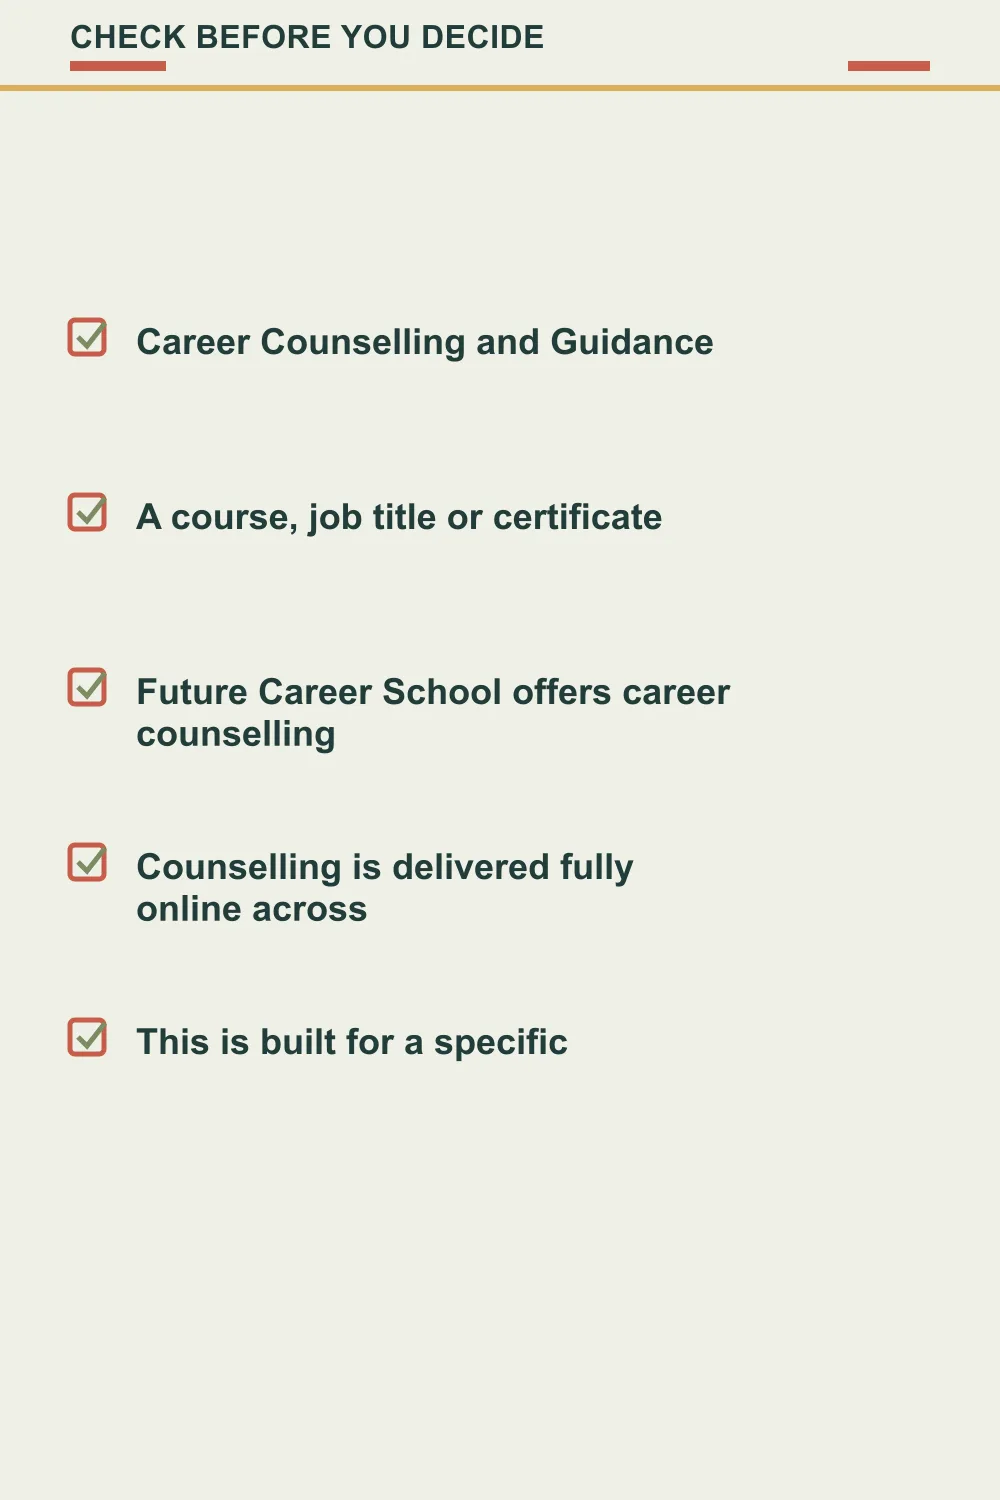 CHECK BEFORE YOU DECIDE
Career Counselling and Guidance
A course, job title or certificate
Future Career School offers career
counselling
Counselling is delivered fully
online across
This is built for a specific